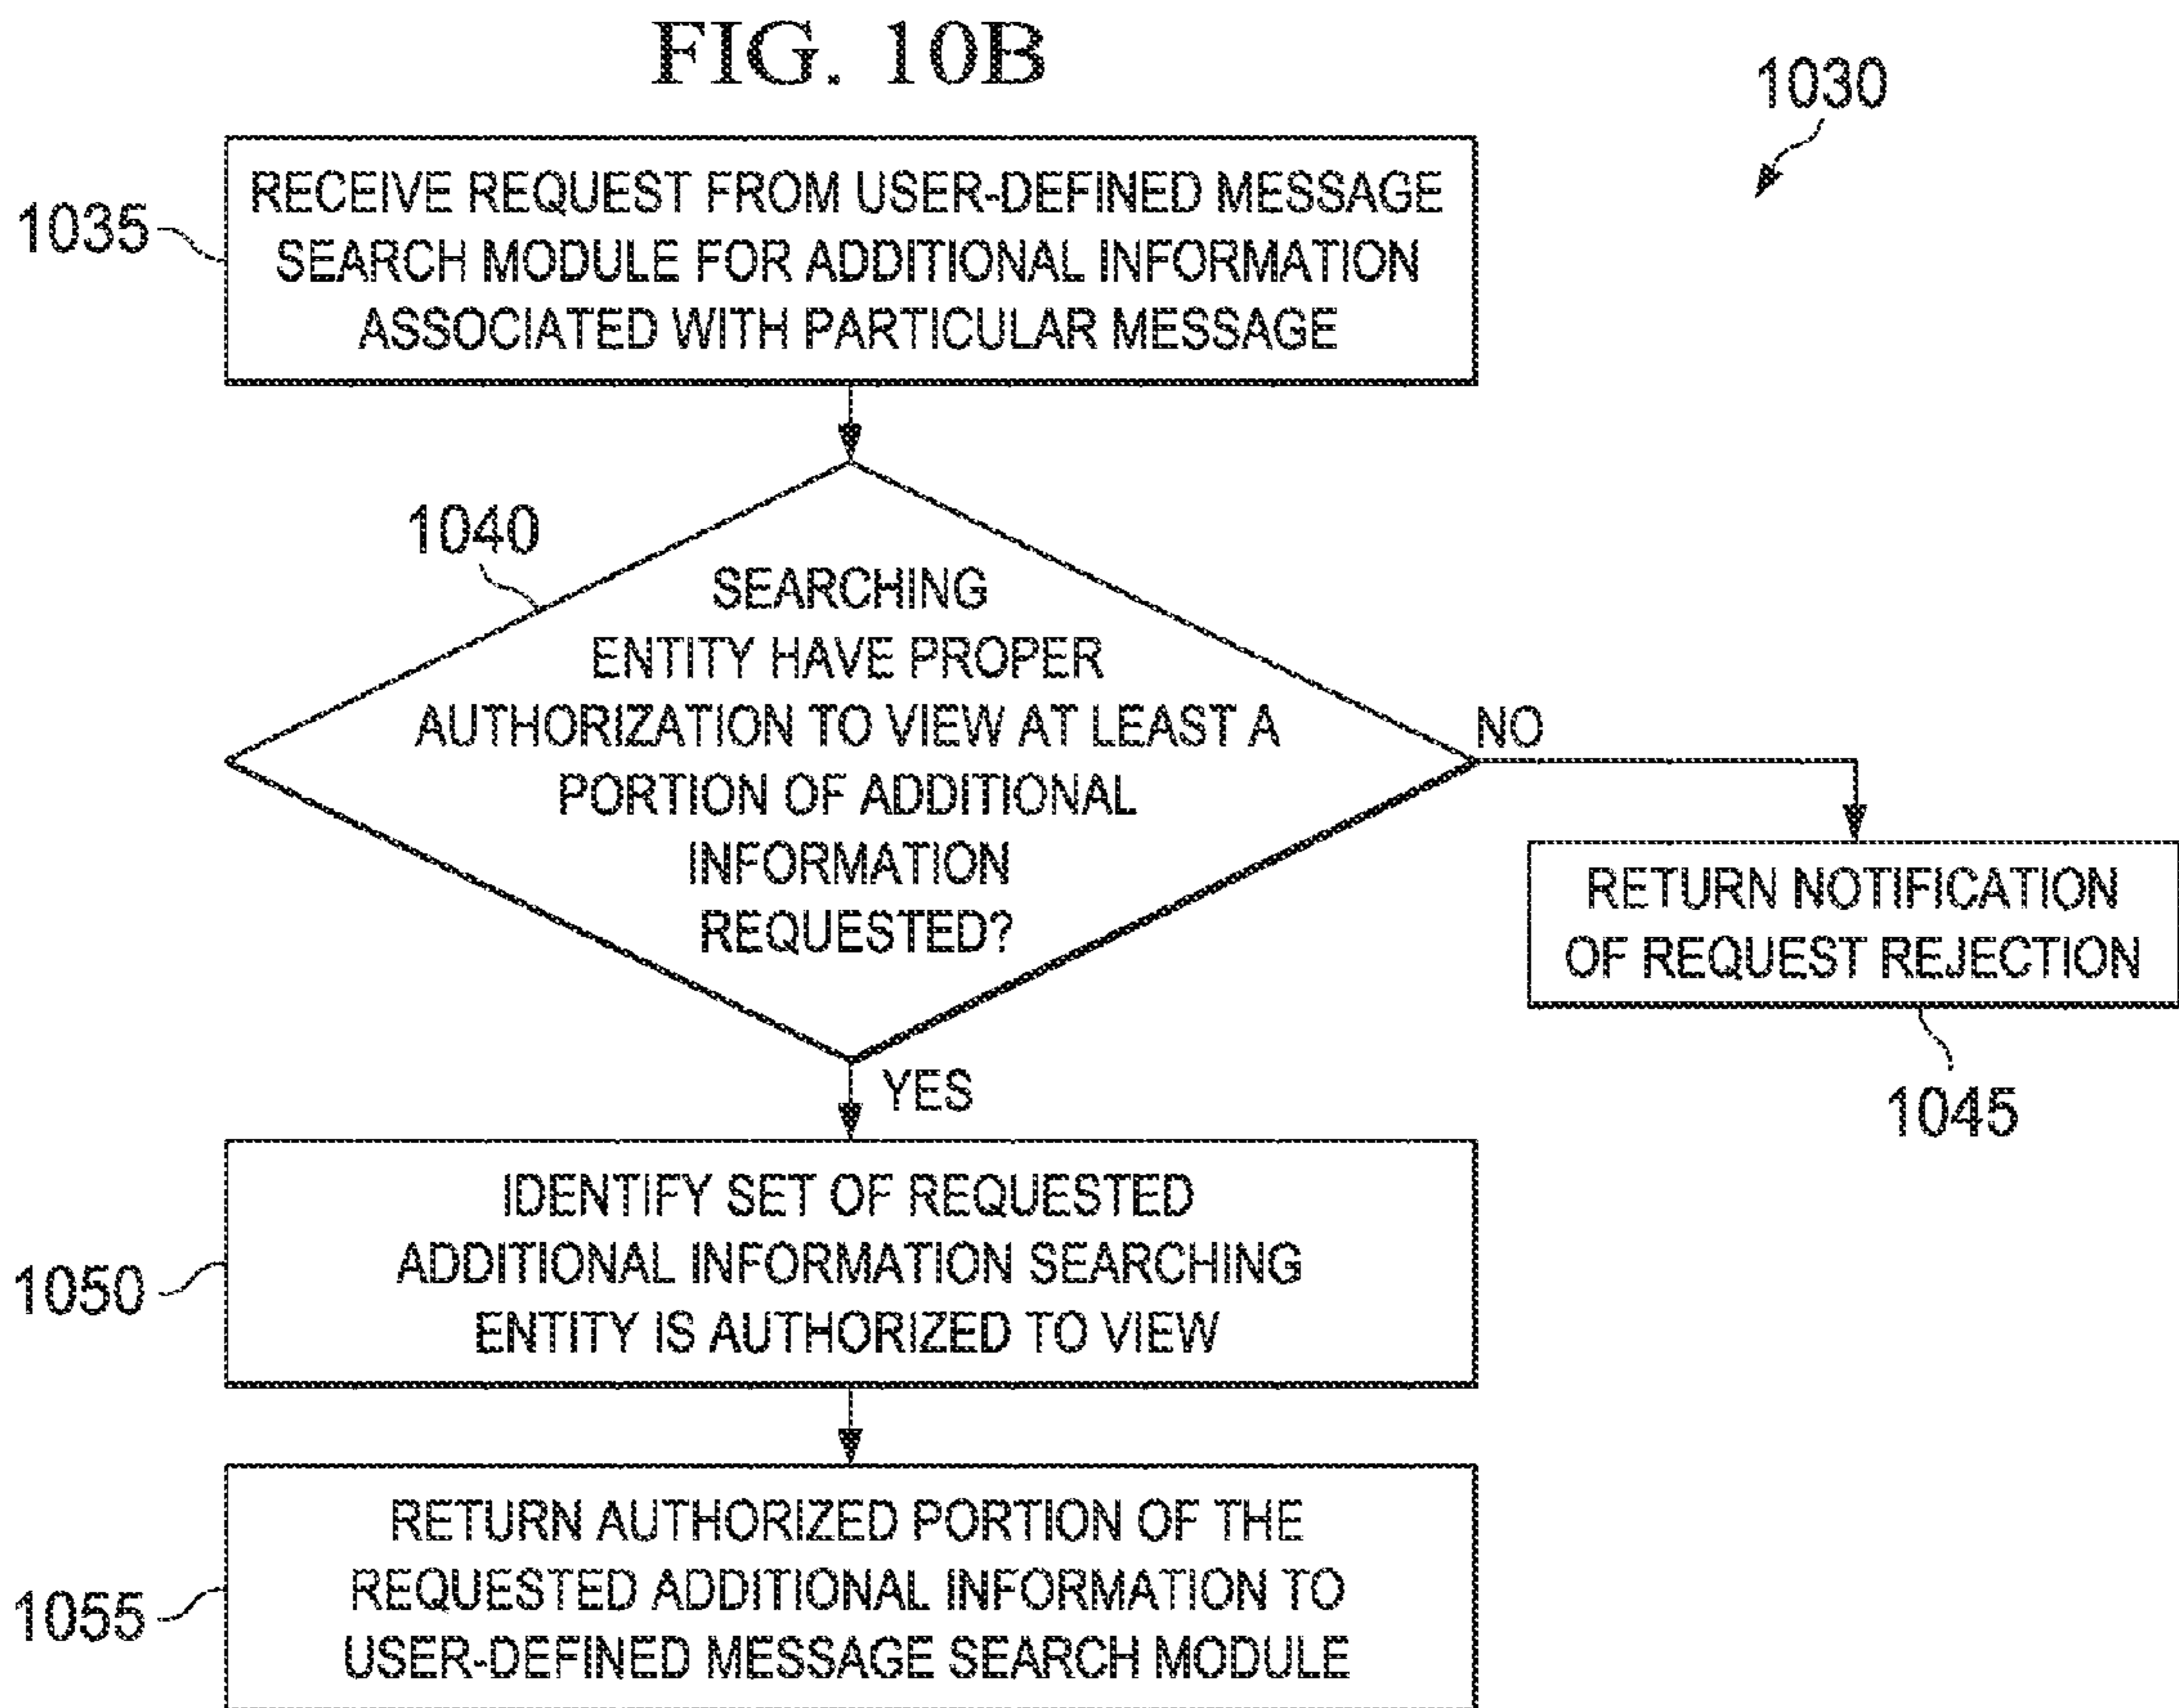 FIG. 10B
1030
1035
RECEIVE REQUEST FROM USER-DEFINED MESSAGE
SEARCH MODULE FOR ADDITIONAL INFORMATION
ASSOCIATED WITH PARTICULAR MESSAGE
1040
SEARCHING
ENTITY HAVE PROPER
AUTHORIZATION TO VIEW AT LEAST A
PORTION OF ADDITIONAL
INFORMATION
REQUESTED?
NO
RETURN NOTIFICATION
OF REQUEST REJECTION
1045
YES
1050
IDENTIFY SET OF REQUESTED
ADDITIONAL INFORMATION SEARCHING
ENTITY IS AUTHORIZED TO VIEW
1055
RETURN AUTHORIZED PORTION OF THE
REQUESTED ADDITIONAL INFORMATION TO
USER-DEFINED MESSAGE SEARCH MODULE